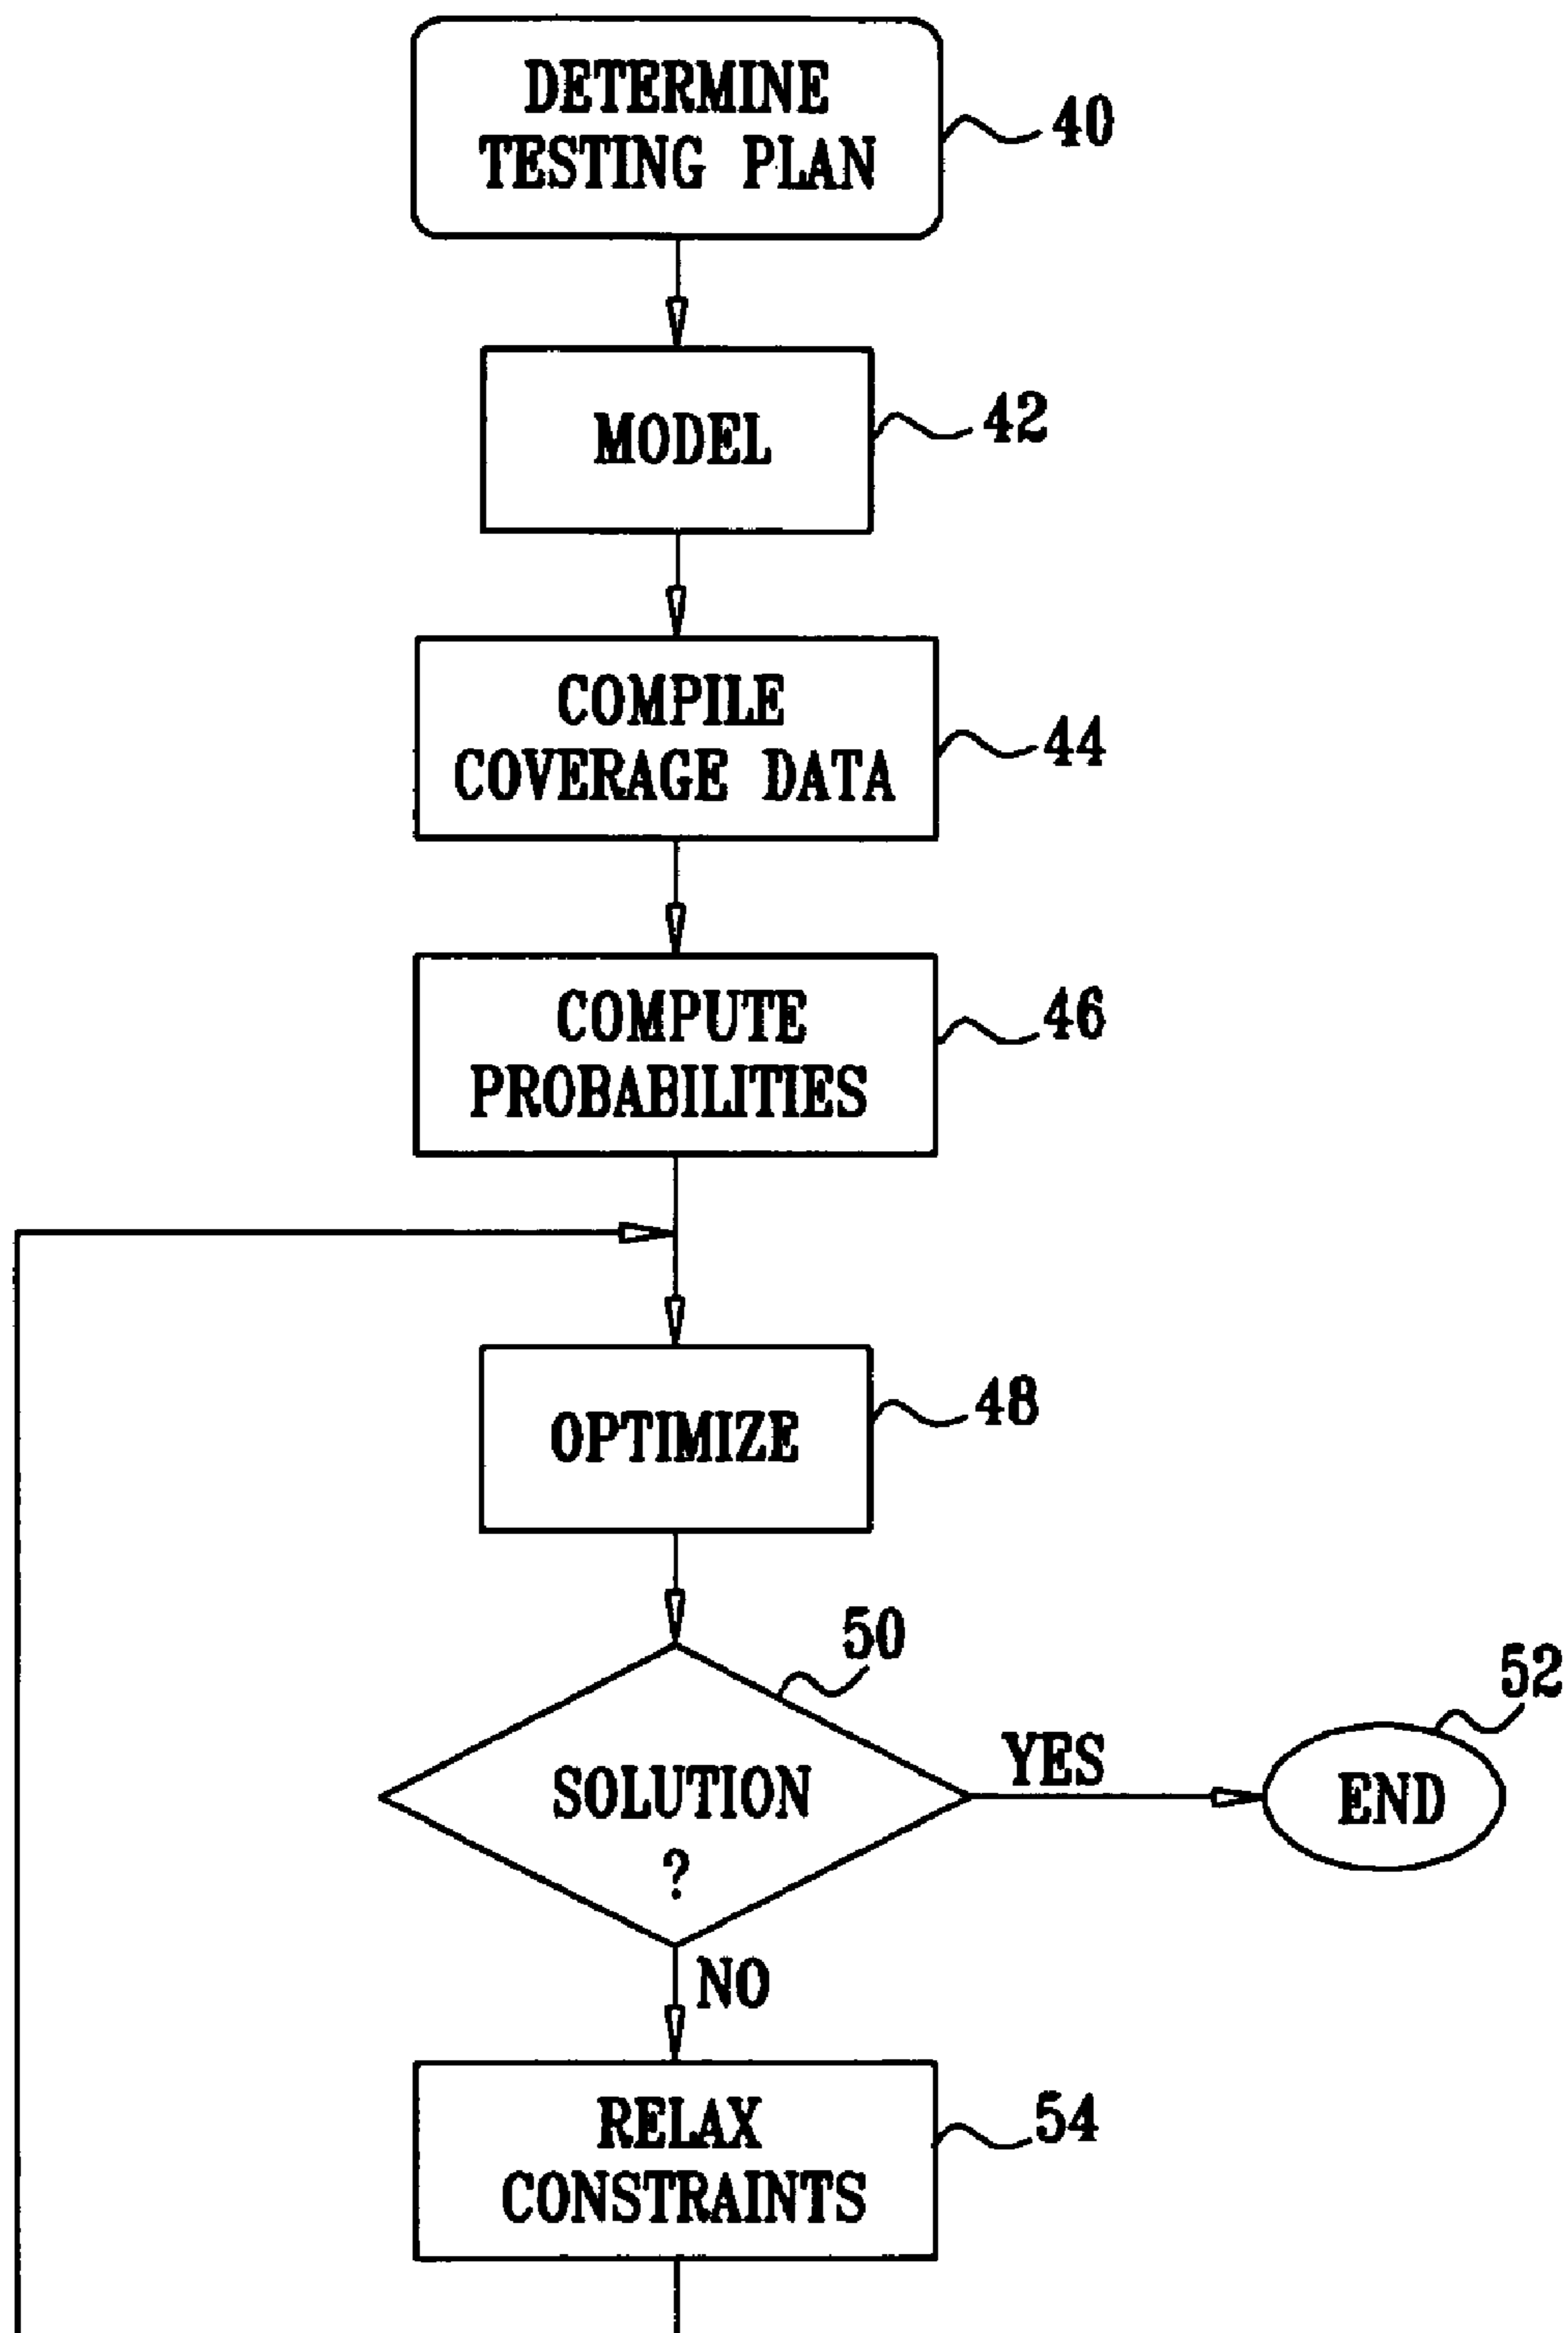 DETERMINE
TESTING PLAN
40
MODEL
42
COMPILE
COVERAGE DATA
44
COMPUTE
PROBABILITIES
46
OPTIMIZE
48
50
SOLUTION
?
YES
52
END
NO
RELAX
CONSTRAINTS
54